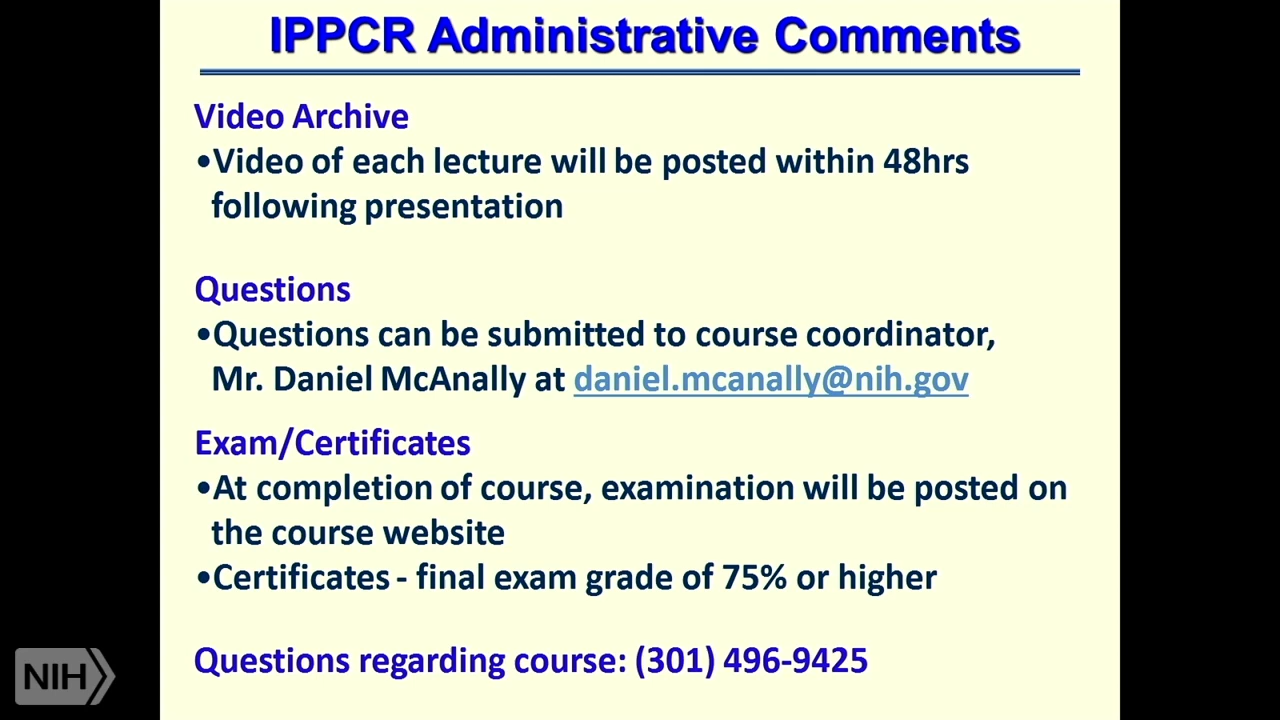 IPPCR Administrative Comments
Video Archive
•Video of each lecture will be posted within 48hrs
following presentation
Questions
•Questions can be submitted to course coordinator,
Mr. Daniel McAnally at daniel.mcanally@nih.gov
Exam/Certificates
•At completion of course, examination will be posted on
the course website
•Certificates - final exam grade of 75% or higher
Questions regarding course: (301) 496-9425
NIH